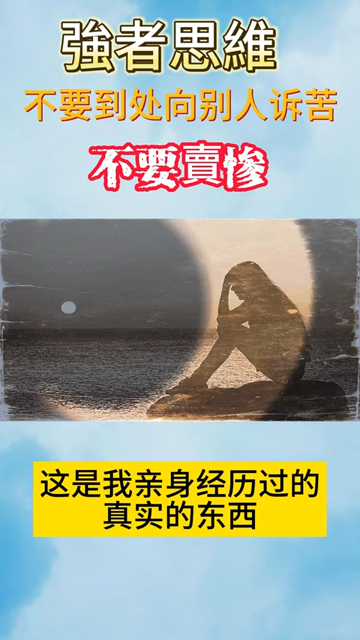 強者思維
不要到处向别人诉苦
不要賣慘
这是我亲身经历过的
真实的东西